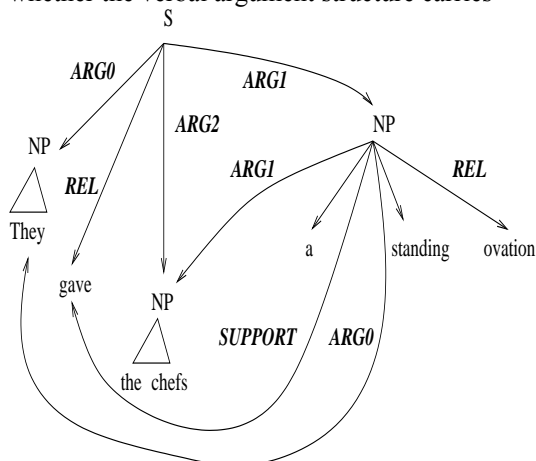 whether the verbal argument structure carries
S
ARG0
ARG1
ARG2
NP
NP
ARG1
REL
REL
They
a
standing
ovation
gave
NP
SUPPORT
ARG0
the chefs